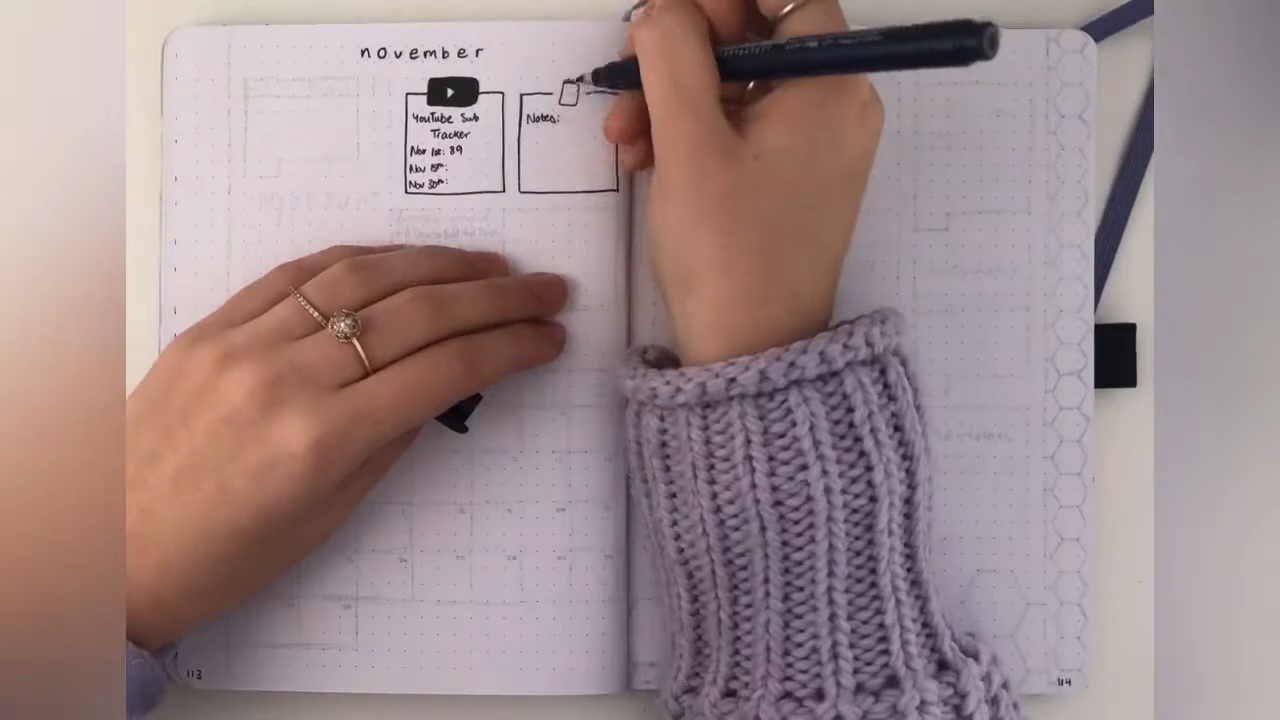 november
YouTube Sub
Tracker
Nov 1st: 89
Nov 15th:
Nov 30th:
Notes:
113
114